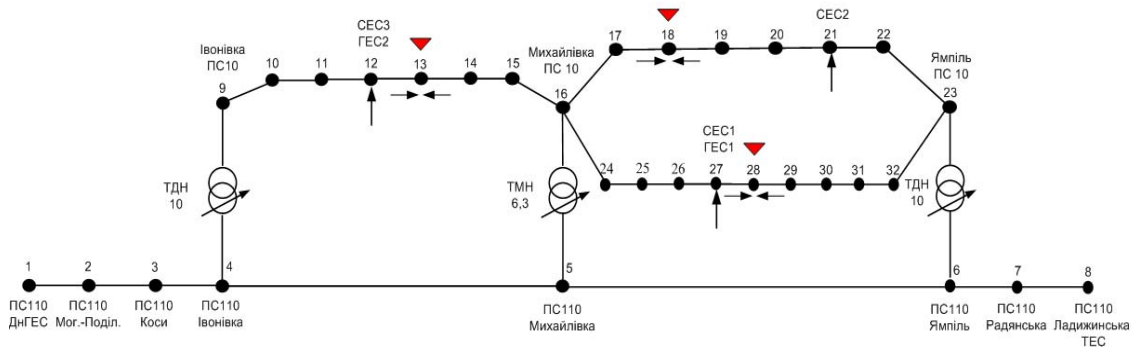 СЕС3
ГЕС2
Івонівка
ПС10
9
10
11
12
13
14
15
Михайлівка
ПС 10
16
17
18
19
20
СЕС2
21
22
Ямпіль
ПС 10
23
СЕС1
ГЕС1
24
25
26
27
28
29
30
31
32
ТДН
10
ТМН
6,3
ТДН
10
1
2
3
4
5
6
7
8
ПС110
ДнГЕС
ПС110
Мог.-Поділ.
ПС110
Коси
ПС110
Івонівка
ПС110
Михайлівка
ПС110
Ямпіль
ПС110
Радянська
ПС110
Ладижинська
ТЕС